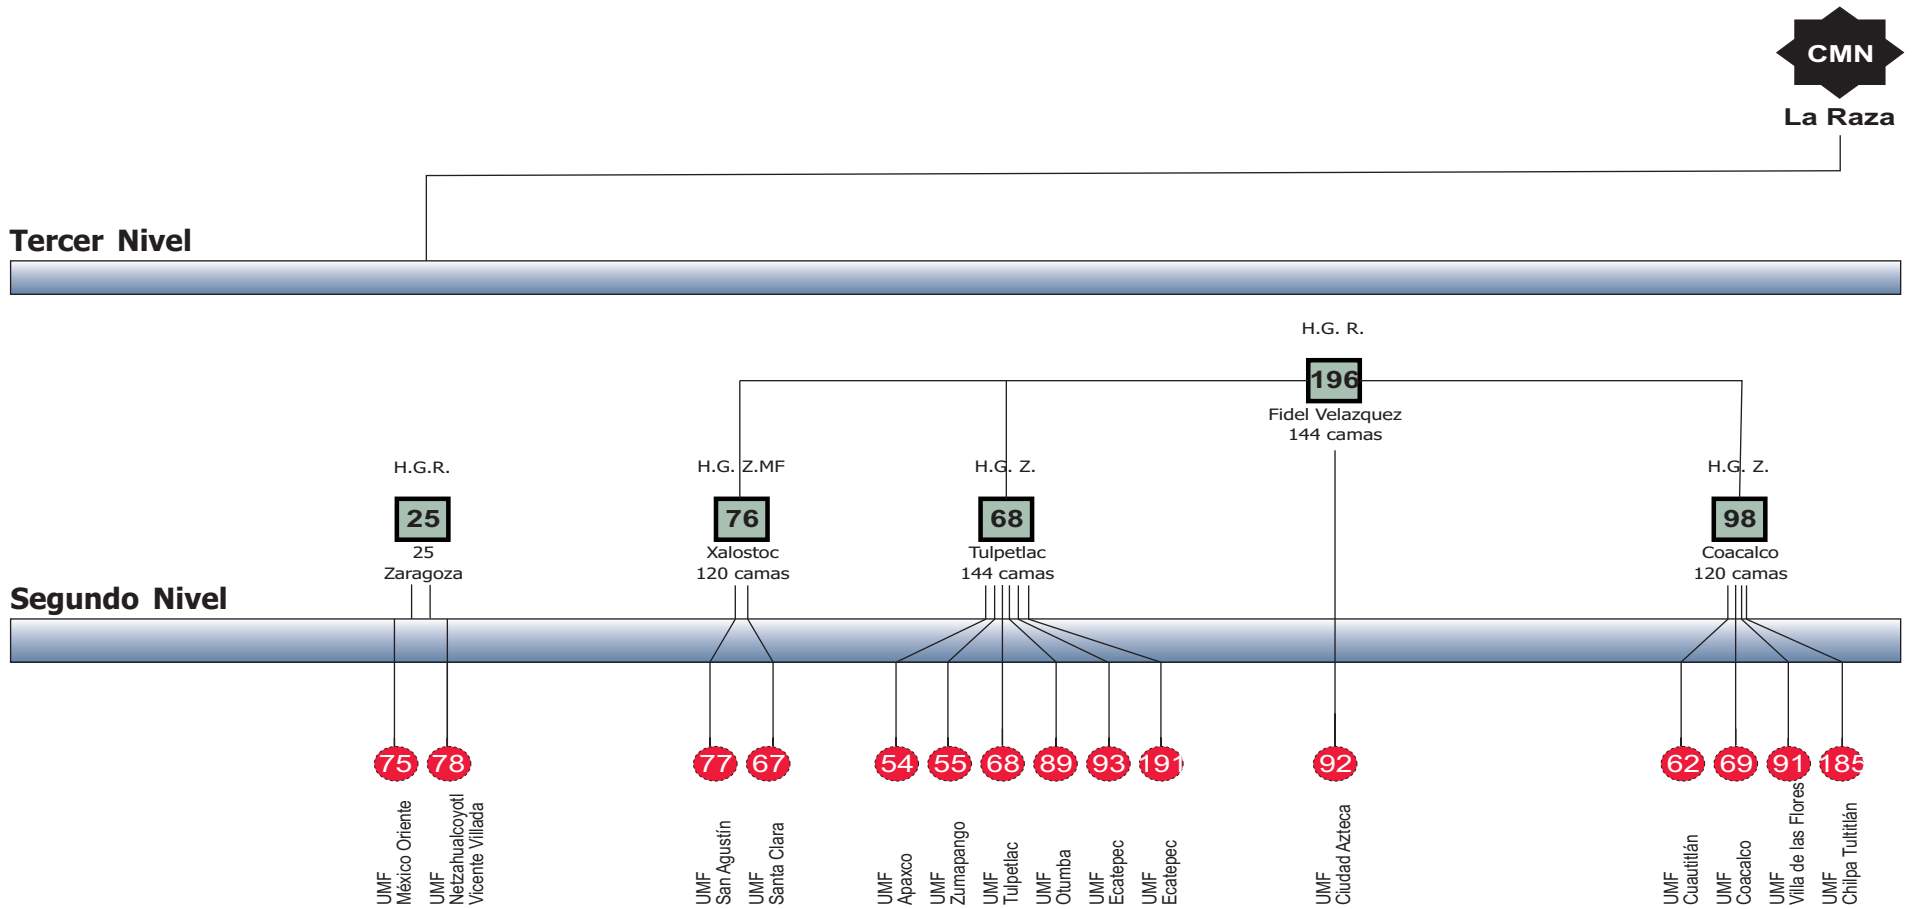 CMN
La Raza
Tercer Nivel
H.G. R.
196
Fidel Velazquez
144 camas
H.G.R.
25
25
Zaragoza
H.G. Z.MF
76
Xalostoc
120 camas
H.G. Z.
68
Tulpetlac
144 camas
H.G. Z.
98
Coacalco
120 camas
Segundo Nivel
75
78
77
67
54
55
68
89
93
191
92
62
69
91
185
UMF
México Oriente
UMF
Netzahualcoyotl
Vicente Villada
UMF
San Agustín
UMF
Santa Clara
UMF
Apaxco
UMF
Zumapango
UMF
Tulpetlac
UMF
Otumba
UMF
Ecatepec
UMF
Ecatepec
UMF
Ciudad Azteca
UMF
Cuautitlán
UMF
Coacalco
UMF
Villa de las Flores
UMF
Chilpa Tultitlán